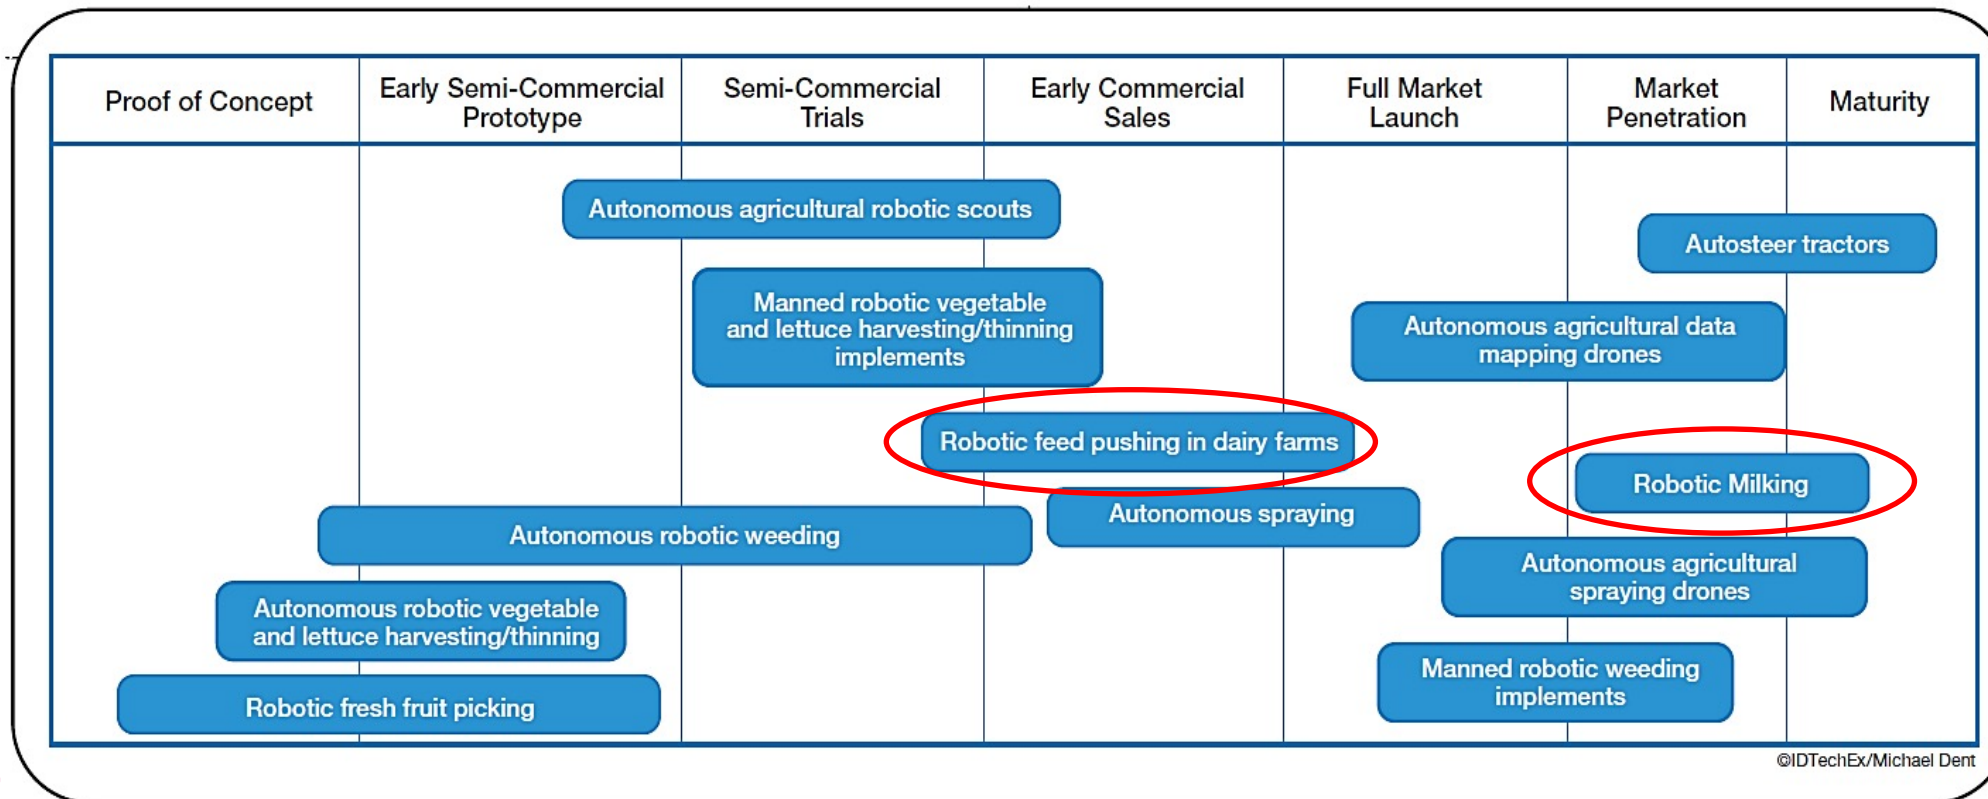 Proof of Concept
Early Semi-Commercial
Prototype
Semi-Commercial
Trials
Early Commercial
Sales
Full Market
Launch
Market
Penetration
Maturity
Autonomous agricultural robotic scouts
Autosteer tractors
Manned robotic vegetable
and lettuce harvesting/thinning
implements
Autonomous agricultural data
mapping drones
Robotic feed pushing in dairy farms
Robotic Milking
Autonomous spraying
Autonomous robotic weeding
Autonomous agricultural
spraying drones
Autonomous robotic vegetable
and lettuce harvesting/thinning
Manned robotic weeding
implements
Robotic fresh fruit picking
©IDTechEx/Michael Dent